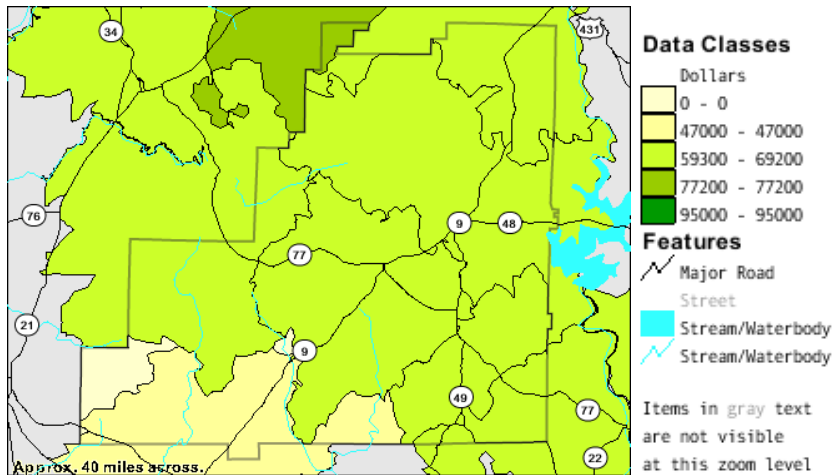 34
431
76
9
48
77
21
9
49
77
22
Approx. 40 miles across.
Data Classes
Dollars
0 - 0
47000 - 47000
59300 - 69200
77200 - 77200
95000 - 95000
Features
Major Road
Street
Stream/Waterbody
Stream/Waterbody
Items in gray text
are not visible
at this zoom level